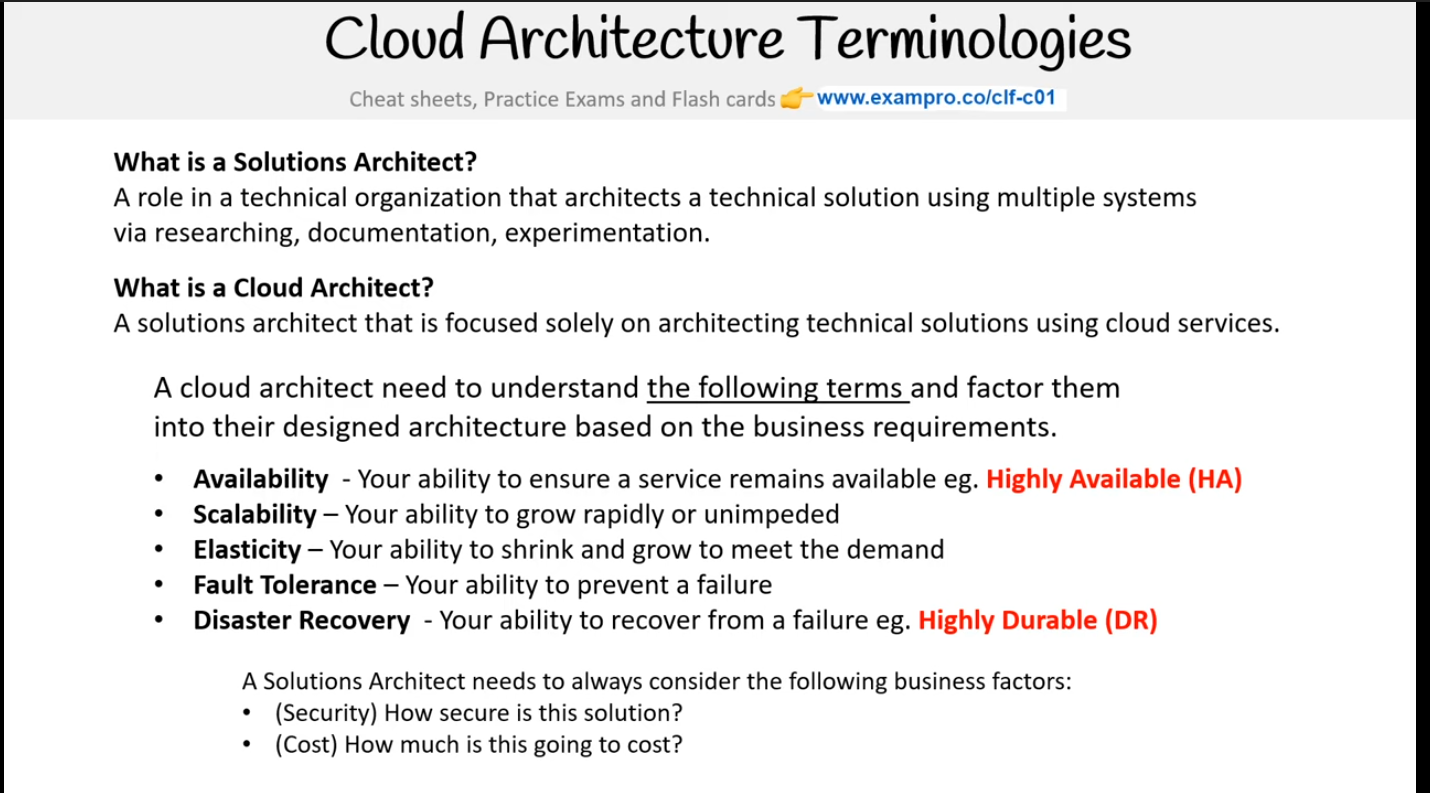 Cloud Architecture Terminologies
Cheat sheets, Practice Exams and Flash cards 👉 www.exampro.co/clf-c01
What is a Solutions Architect?
A role in a technical organization that architects a technical solution using multiple systems
via researching, documentation, experimentation.
What is a Cloud Architect?
A solutions architect that is focused solely on architecting technical solutions using cloud services.
A cloud architect need to understand the following terms and factor them
into their designed architecture based on the business requirements.
• Availability - Your ability to ensure a service remains available eg. Highly Available (HA)
• Scalability – Your ability to grow rapidly or unimpeded
• Elasticity – Your ability to shrink and grow to meet the demand
• Fault Tolerance – Your ability to prevent a failure
• Disaster Recovery - Your ability to recover from a failure eg. Highly Durable (DR)
A Solutions Architect needs to always consider the following business factors:
• (Security) How secure is this solution?
• (Cost) How much is this going to cost?